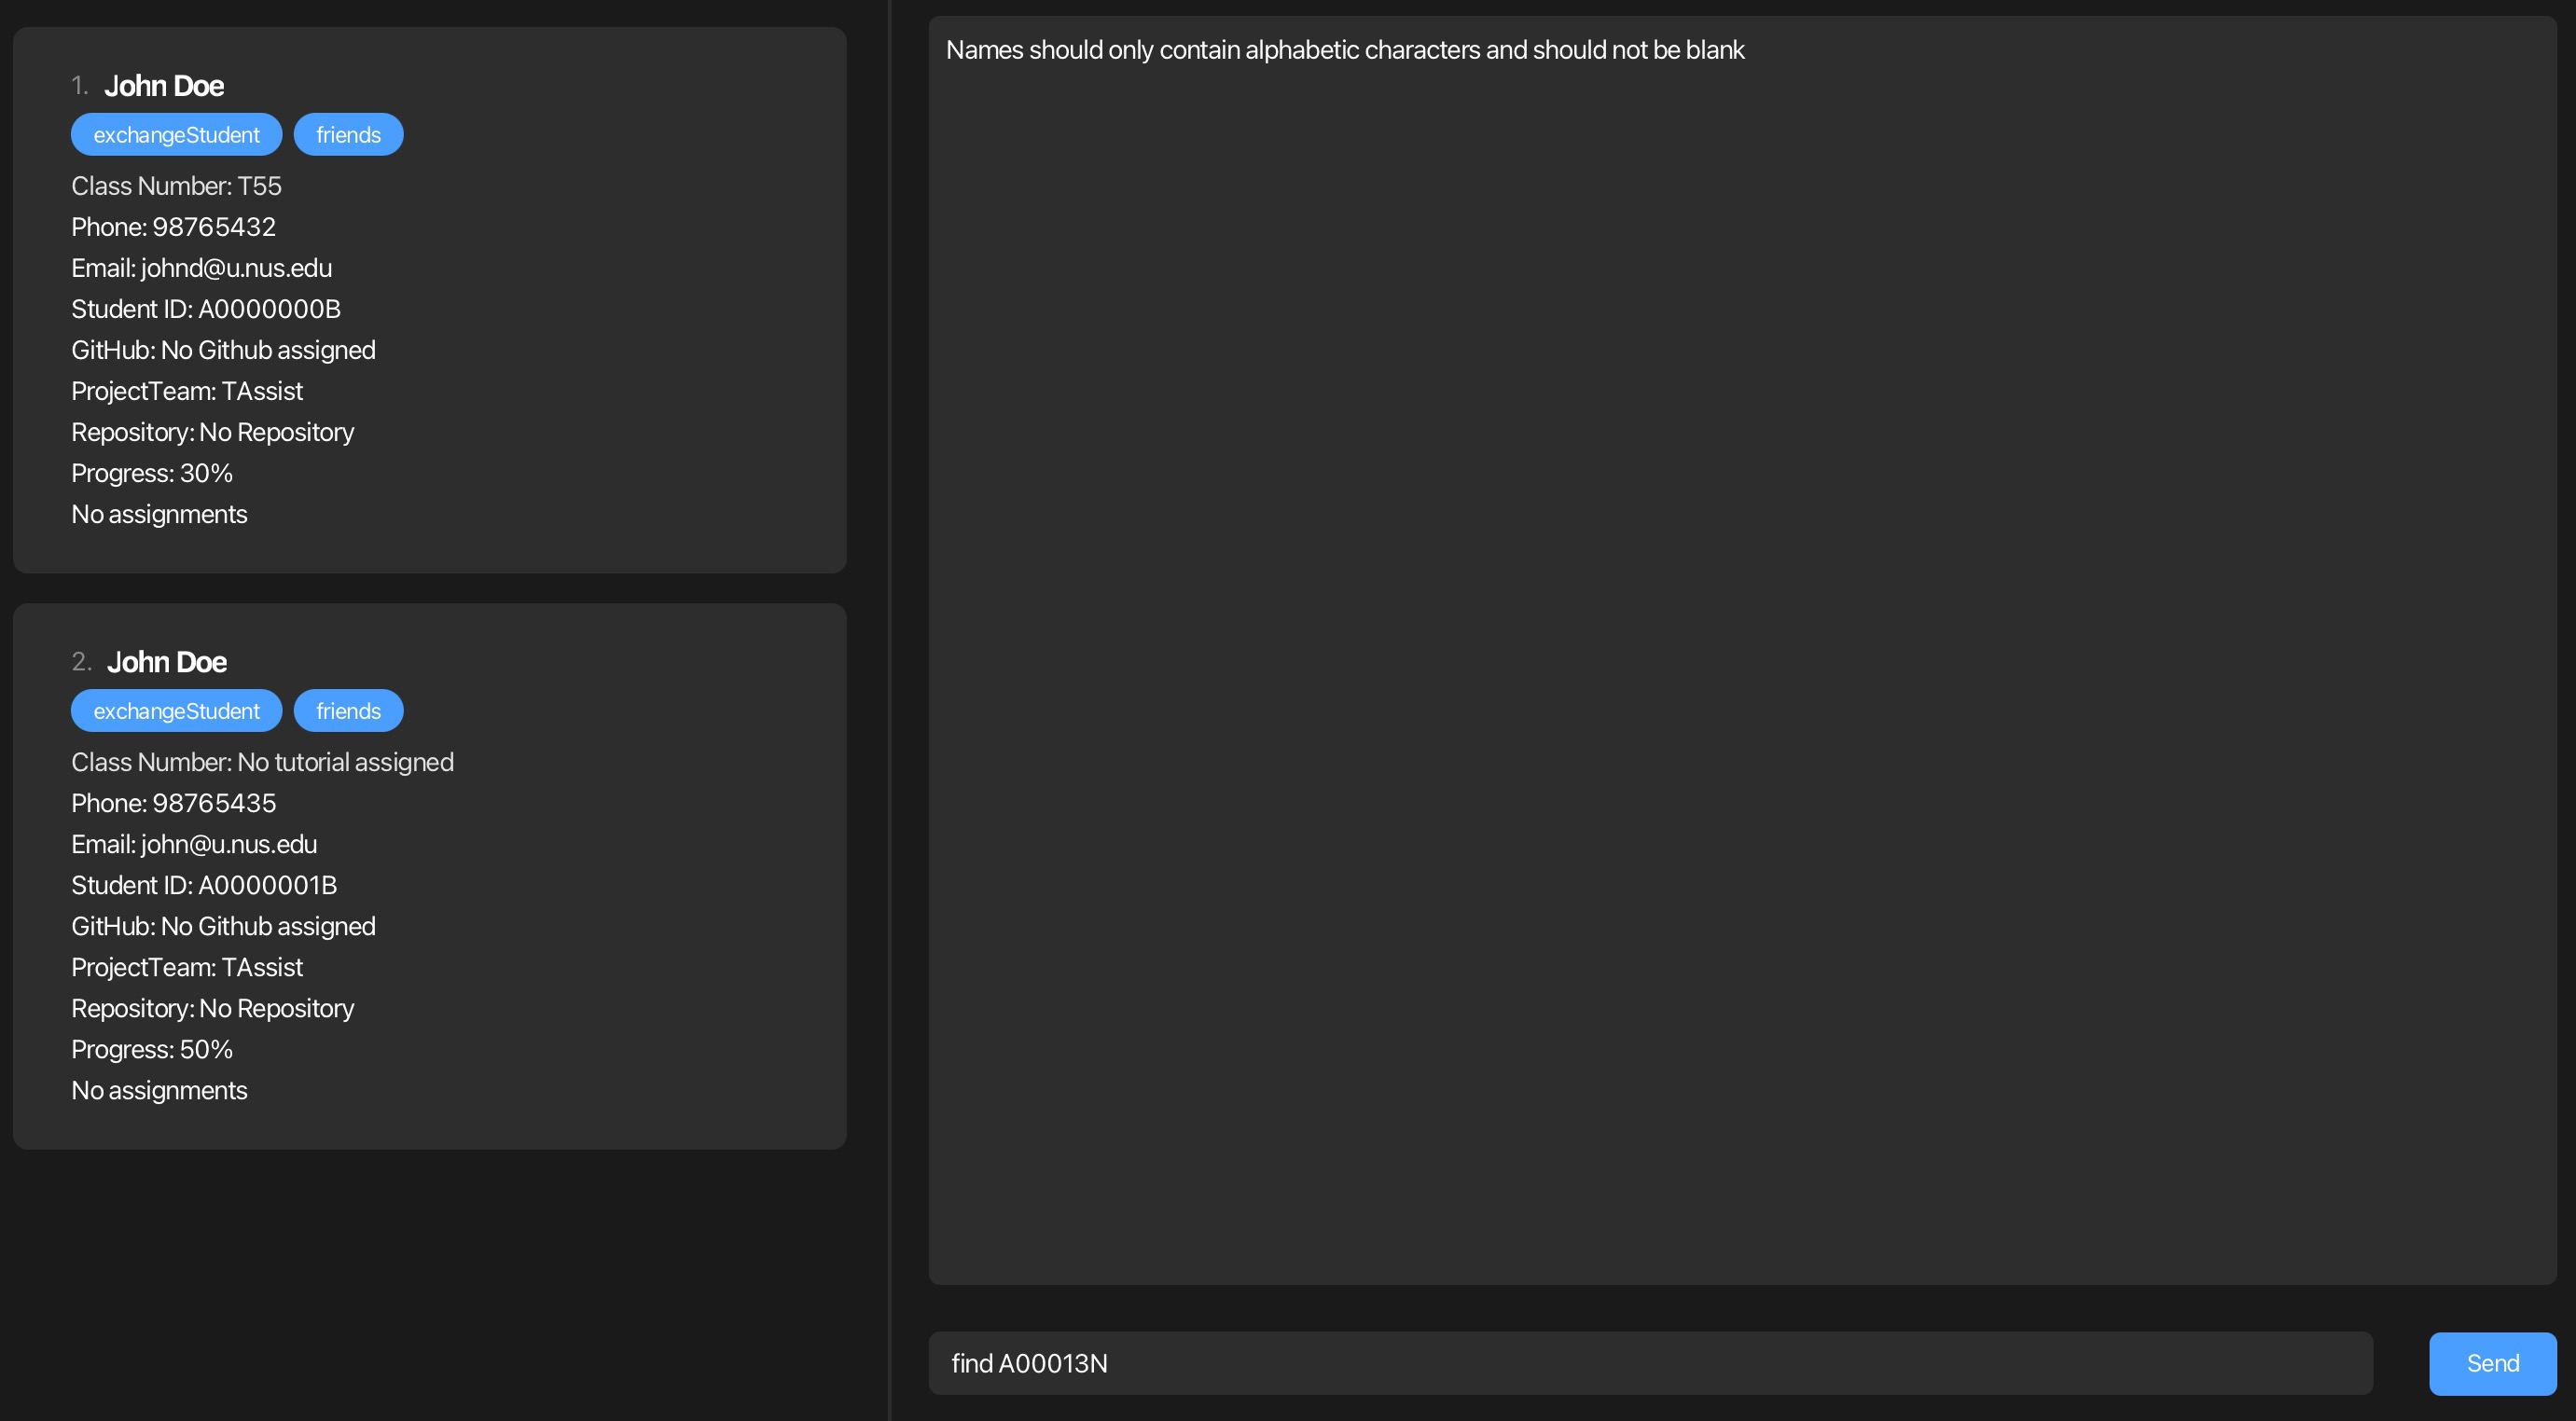 1. John Doe
exchangeStudent friends
Class Number: T55
Phone: 98765432
Email: johnd@u.nus.edu
Student ID: A0000000B
GitHub: No Github assigned
ProjectTeam: TAssist
Repository: No Repository
Progress: 30%
No assignments
2. John Doe
exchangeStudent friends
Class Number: No tutorial assigned
Phone: 98765435
Email: john@u.nus.edu
Student ID: A0000001B
GitHub: No Github assigned
ProjectTeam: TAssist
Repository: No Repository
Progress: 50%
No assignments
Names should only contain alphabetic characters and should not be blank
find A00013N
Send